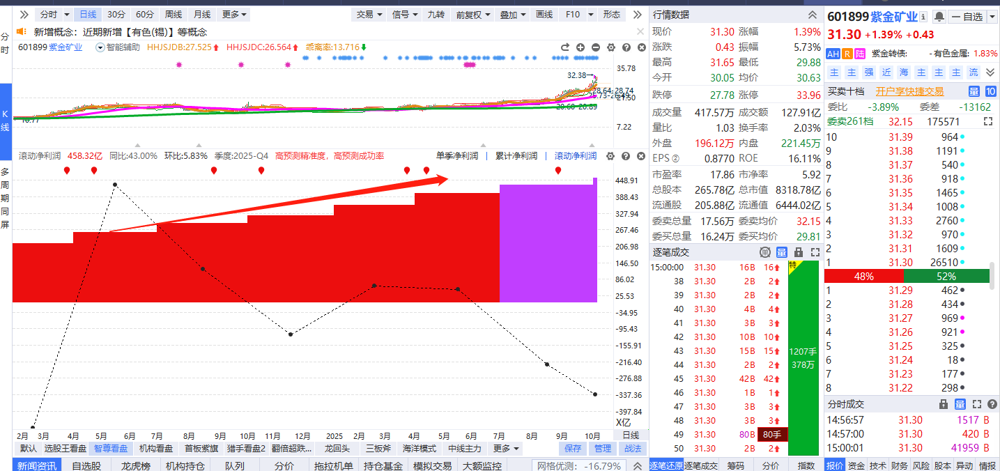 分时 日线 30分 60分 周线 月线 更多 交易 信号 九转 前复权 叠加 画线 F10 形态
新增概念：近期新增【有色(锡)】等概念
601899 紫金矿业 智能辅助 HHJSJDB:27.525 HHJSJDC:26.564 乖离率:13.716
分时
K线
多周期同屏
32.38
28.64-28.74
20.60-20.89
35.78
21.50
7.22
滚动净利润 458.32亿 同比:43.00% 环比:5.83% 季度:2025-Q4 高预测精准度，高预测成功率 单季净利润 | 累计净利润 | 滚动净利润
448.91
388.43
327.94
267.46
206.98
146.50
86.02
25.53
-34.95
-95.43
-155.91
-216.40
-276.88
-337.36
-397.84
X亿
2月 3月 4月 5月 6月 7月 8月 9月 10月 11月 12月 2025 2月 3月 4月 5月 6月 7月 8月 9月 10月 日线
默认 选股王看盘 智尊看盘 机构看盘 首板紫旗 猎手看盘2 翻倍超跌... 龙回头 三板斧 海洋模式 中线主力 更多 保存 管理 战法
新闻资讯 自选股 龙虎榜 机构持仓 队列 分价 拖拉机单 持仓基金 模拟交易 大额监控 网格优测： -16.79%
行情数据
现价 31.30 涨幅 1.39%
涨跌 0.43 振幅 5.73%
最高 31.65 最低 29.88
今开 30.05 均价 30.63
跌停 27.78 涨停 33.96
成交量 417.57万 成交额 127.91亿
量比 1.03 换手率 2.03%
外盘 196.12万 内盘 221.45万
EPS② 0.8770 ROE 16.11%
市盈率 17.86 市净率 5.92
总股本 265.78亿 总市值 8318.78亿
流通股 205.88亿 流通值 6444.02亿
委卖总量 17.56万 委卖均价 32.15
委买总量 16.24万 委买均价 29.81
逐笔成交 单 量
15:00:00 31.30 16B 16
38 31.30 2B 2
39 31.30 2B 2
40 31.30 4B 4
41 31.30 3B 3
42 31.30 10B 10
43 31.30 15B 15
44 31.30 2B 2
45 31.30 42B 42
46 31.30 1B 1
47 31.30 3B 3
48 31.30 3B 3
49 31.30 80B 80手
50 31.30 2B 2
特
1207手
378万
逐笔还原 逐笔成交 筹码 分价 指数
601899 紫金矿业 自选
31.30 +1.39% +0.43
AH R 陆 紫金转债: - 有色金属: 1.83%
主 主 强 近 海 主 主 主 流
买卖十档 开户享快捷交易 量 10
委比 -3.89% 委差 -13162
委卖261档 32.15 175571
10 31.39 964
9 31.38 1191
8 31.37 540
7 31.36 918
6 31.35 1465
5 31.34 1008
4 31.33 2760
3 31.32 970
2 31.31 1609
1 31.30 26510
48% 52%
1 31.29 462
2 31.28 434
3 31.27 969
4 31.26 921
5 31.25 325
6 31.24 18
7 31.23 177
8 31.22 298
分时成交 量
14:56:57 31.30 1517 B
14:57:00 31.30 420 B
15:00:01 31.30 41959 B
报价 资金 技术 财务 风险 股本 异动 情报